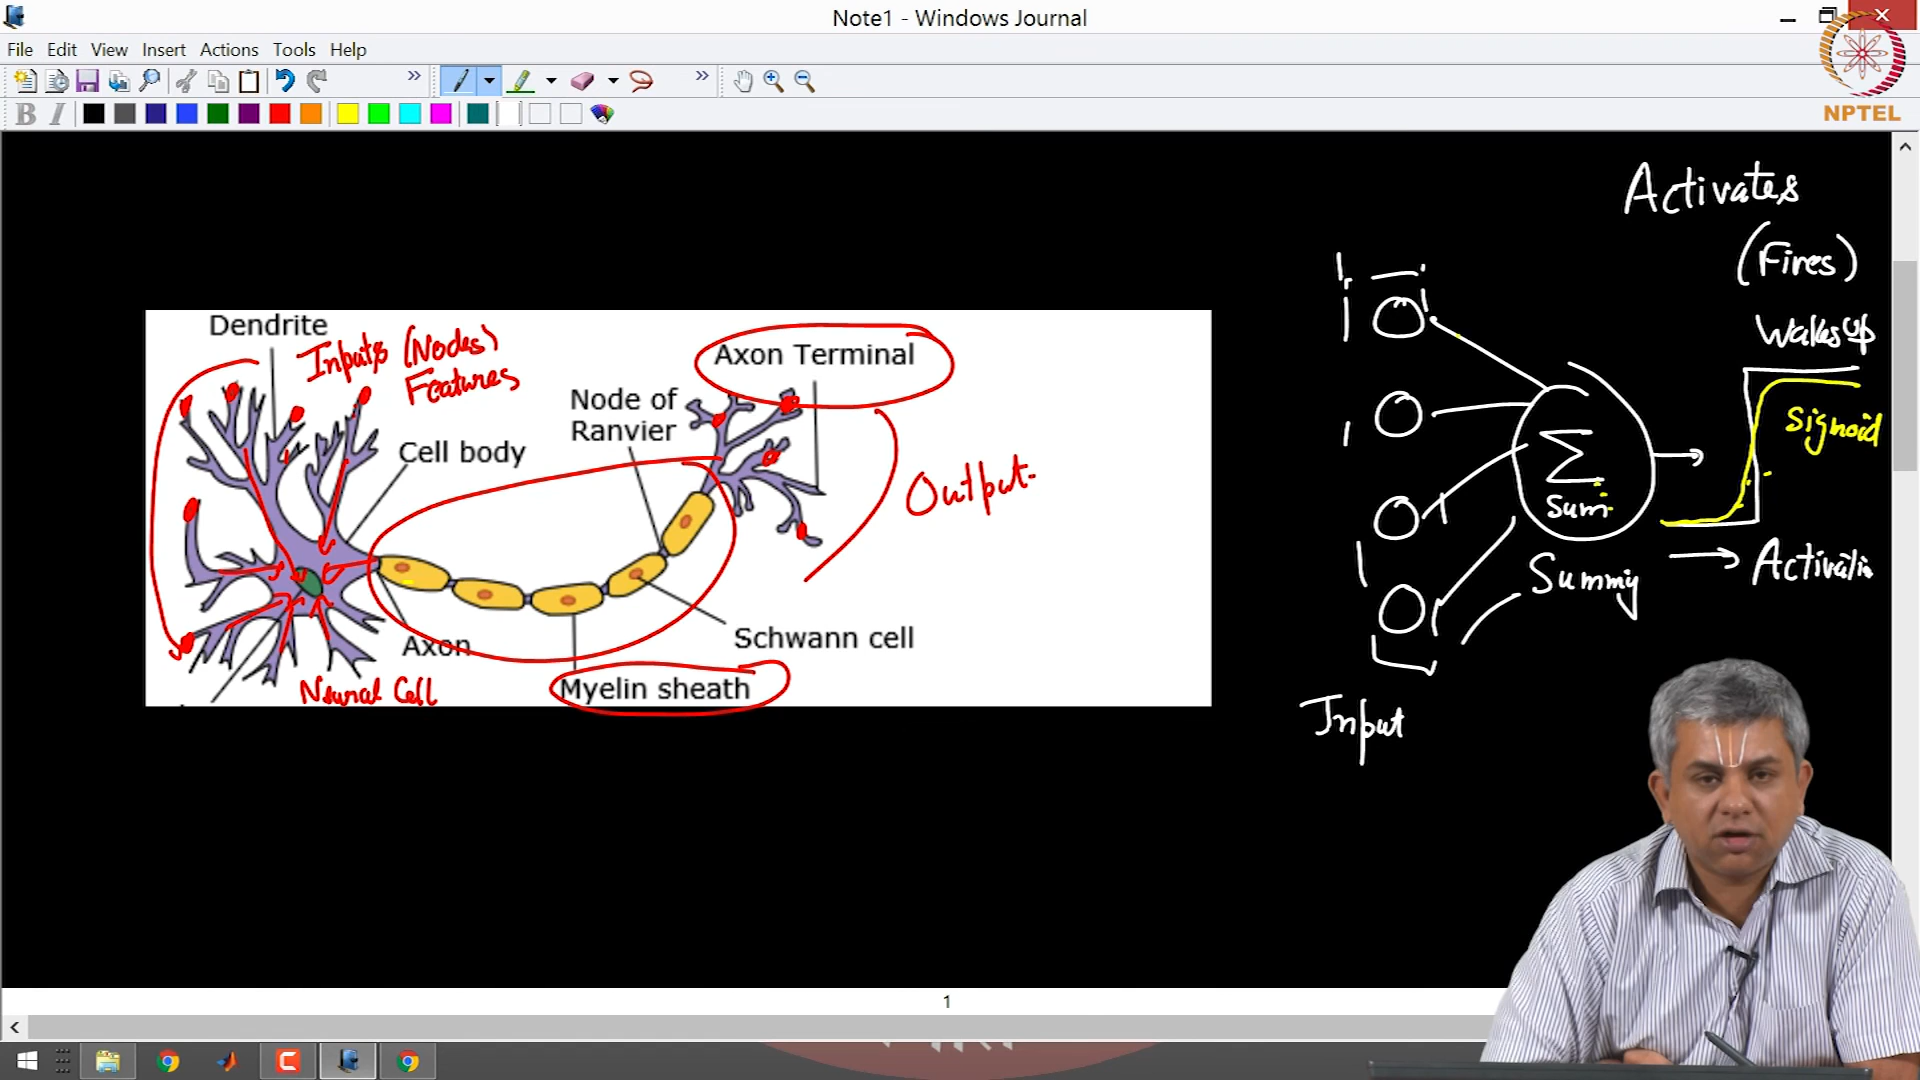 Note1 - Windows Journal
File Edit View Insert Actions Tools Help
B I
NPTEL
Activates
(Fires)
Wakes up
Sigmoid
Dendrite
Inputs (Nodes)
Features
Axon Terminal
Node of
Ranvier
Cell body
Output
Sum
Summig
Activatin
Axon
Schwann cell
Neural Cell
Myelin sheath
Input
1